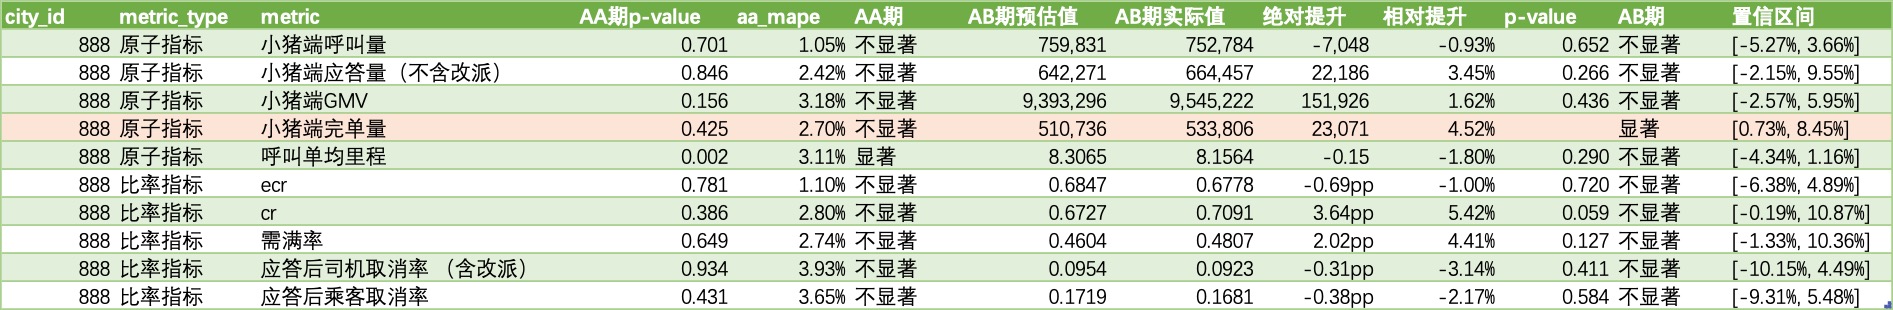 city_id metric_type metric AA期p-value aa_mape AA期 AB期预估值 AB期实际值 绝对提升 相对提升 p-value AB期 置信区间
888 原子指标 小猪端呼叫量 0.701 1.05% 不显著 759,831 752,784 -7,048 -0.93% 0.652 不显著 [-5.27%, 3.66%]
888 原子指标 小猪端应答量（不含改派） 0.846 2.42% 不显著 642,271 664,457 22,186 3.45% 0.266 不显著 [-2.15%, 9.55%]
888 原子指标 小猪端GMV 0.156 3.18% 不显著 9,393,296 9,545,222 151,926 1.62% 0.436 不显著 [-2.57%, 5.95%]
888 原子指标 小猪端完单量 0.425 2.70% 不显著 510,736 533,806 23,071 4.52% 显著 [0.73%, 8.45%]
888 原子指标 呼叫单均里程 0.002 3.11% 显著 8.3065 8.1564 -0.15 -1.80% 0.290 不显著 [-4.34%, 1.16%]
888 比率指标 ecr 0.781 1.10% 不显著 0.6847 0.6778 -0.69pp -1.00% 0.720 不显著 [-6.38%, 4.89%]
888 比率指标 cr 0.386 2.80% 不显著 0.6727 0.7091 3.64pp 5.42% 0.059 不显著 [-0.19%, 10.87%]
888 比率指标 需满率 0.649 2.74% 不显著 0.4604 0.4807 2.02pp 4.41% 0.127 不显著 [-1.33%, 10.36%]
888 比率指标 应答后司机取消率 （含改派） 0.934 3.93% 不显著 0.0954 0.0923 -0.31pp -3.14% 0.411 不显著 [-10.15%, 4.49%]
888 比率指标 应答后乘客取消率 0.431 3.65% 不显著 0.1719 0.1681 -0.38pp -2.17% 0.584 不显著 [-9.31%, 5.48%]